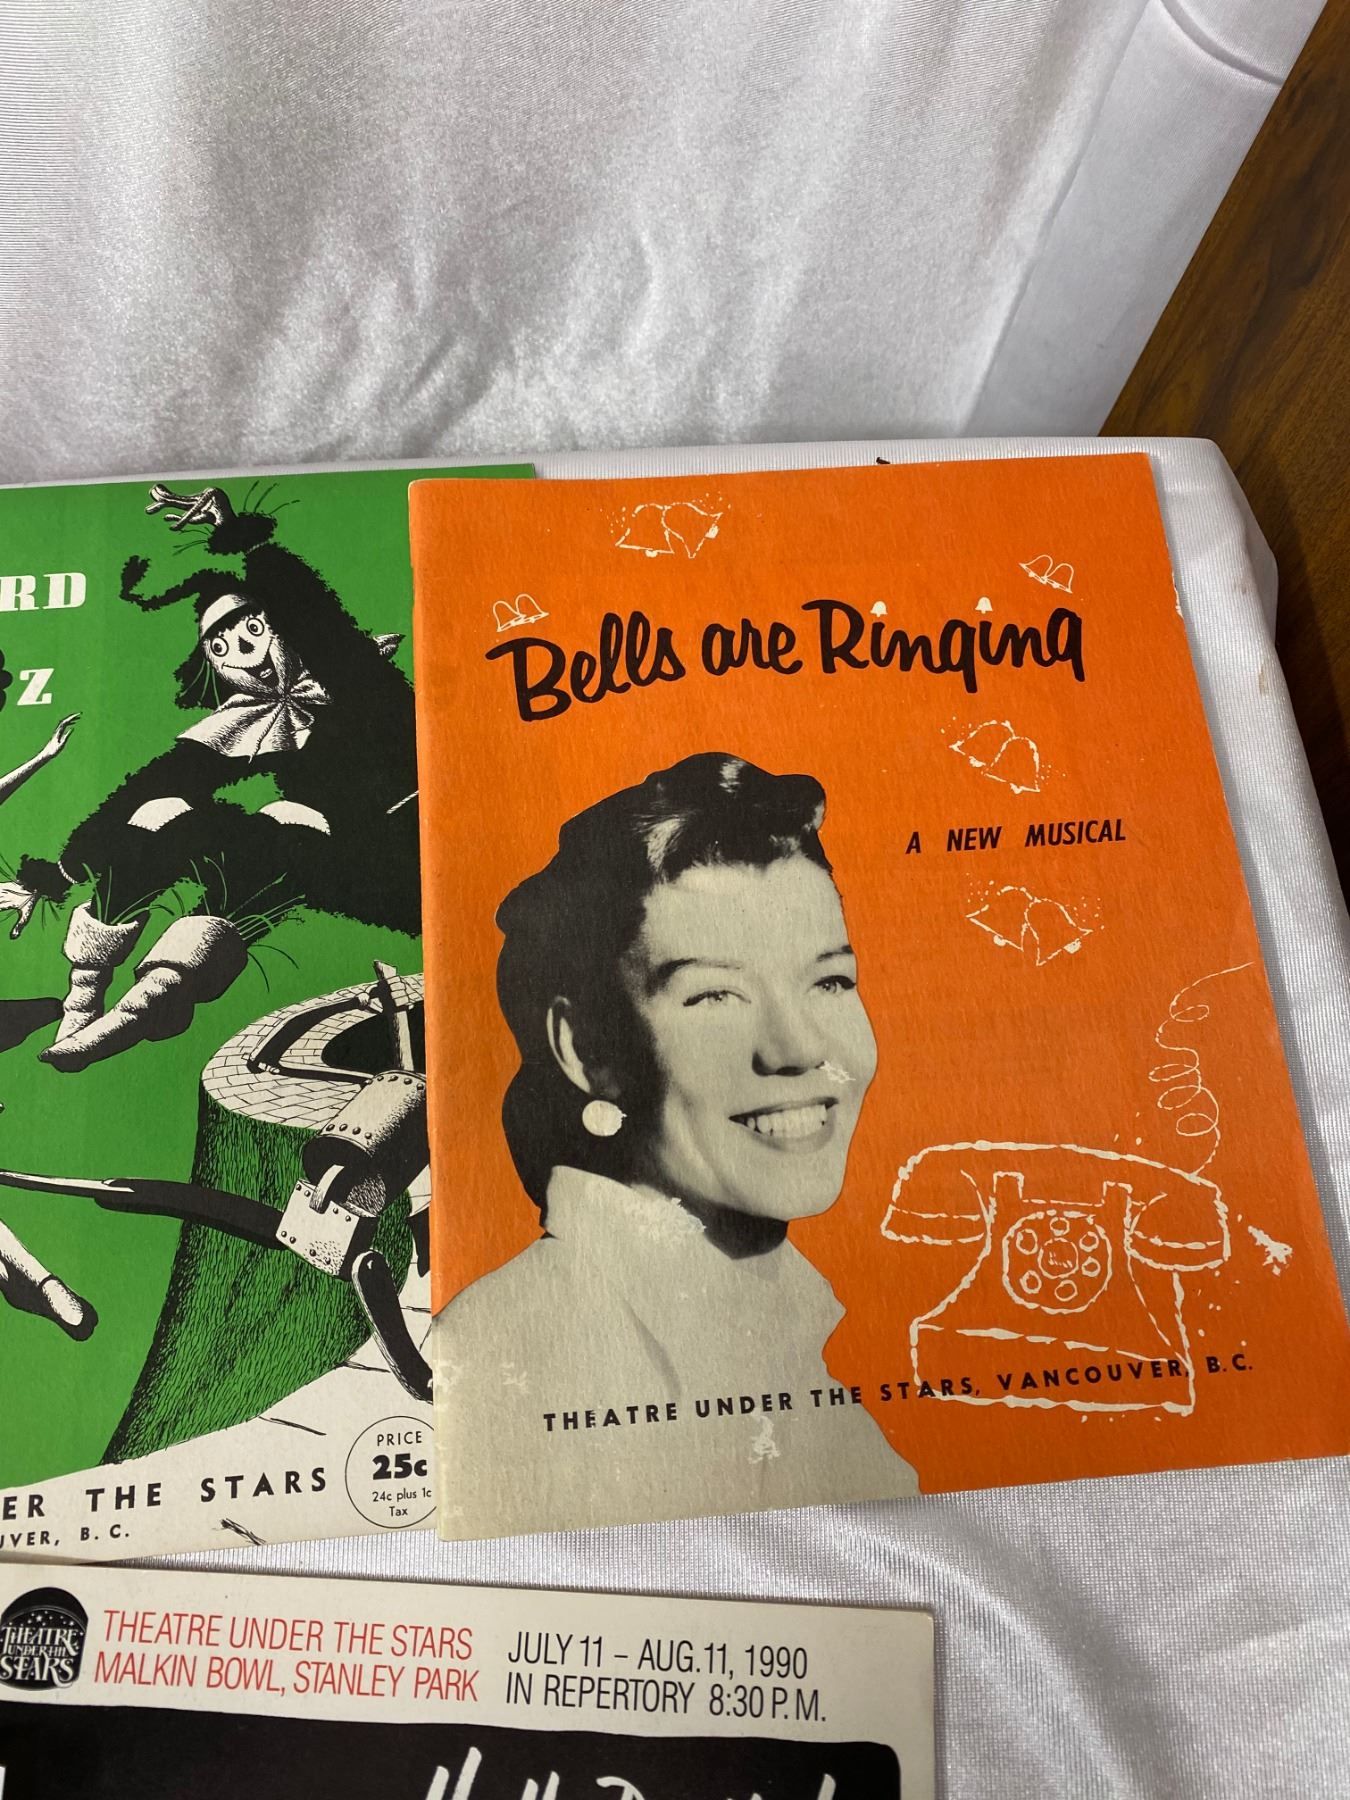 RD
Z
ER THE STARS
UVER, B. C.
PRICE
25c
24c plus 1c
Tax
Bells are Ringing
A NEW MUSICAL
THEATRE UNDER THE STARS, VANCOUVER, B.C.
THEATRE
UNDER THE
STARS
THEATRE UNDER THE STARS
MALKIN BOWL, STANLEY PARK
JULY 11 – AUG. 11, 1990
IN REPERTORY 8:30 P.M.